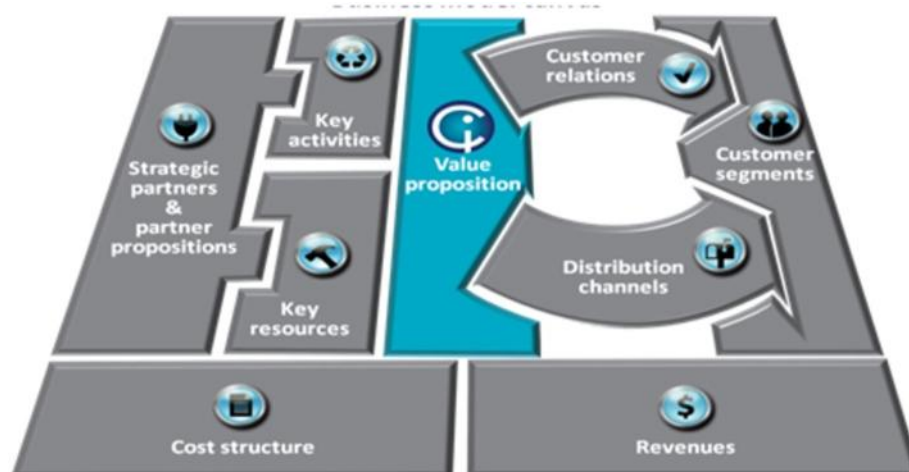 Strategic
partners
&
partner
propositions
Key
activities
Key
resources
Value
proposition
Customer
relations
Distribution
channels
Customer
segments
Cost structure
Revenues